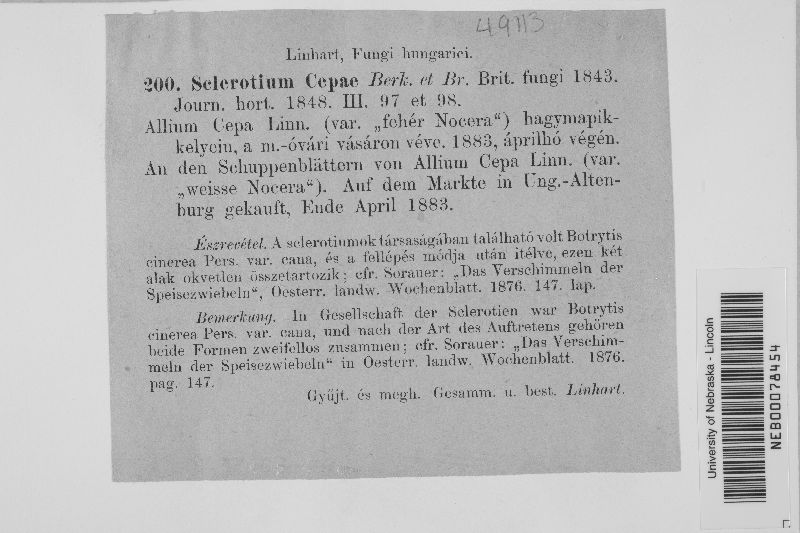 49113
Linhart, Fungi hungarici.
200. Sclerotium Cepae Berk. et Br. Brit. fungi 1843.
Journ. hort. 1848. III. 97 et 98.
Allium Cepa Linn. (var. „fehér Nocera“) hagymapik-
kelyein, a m.-óvári vásáron véve. 1883, áprilhó végén.
An den Schuppenblättern von Allium Cepa Linn. (var.
„weisse Nocera“). Auf dem Markte in Ung.-Alten-
burg gekauft, Ende April 1883.
Észrevétel. A sclerotiumok társaságában található volt Botrytis
cinerea Pers. var. cana, és a fellépés módja után itélve, ezen két
alak okvetlen összetartozik; cfr. Sorauer: „Das Verschimmeln der
Speisezwiebeln“, Oesterr. landw. Wochenblatt. 1876. 147. lap.
Bemerkung. In Gesellschaft der Sclerotien war Botrytis
cinerea Pers. var. cana, und nach der Art des Auftretens gehören
beide Formen zweifellos zusammen; cfr. Sorauer: „Das Verschim-
meln der Speisezwiebeln“ in Oesterr. landw. Wochenblatt. 1876.
pag. 147.
Gyűjt. és megh. Gesamm. u. best. Linhart.
University of Nebraska - Lincoln
NEB00078454